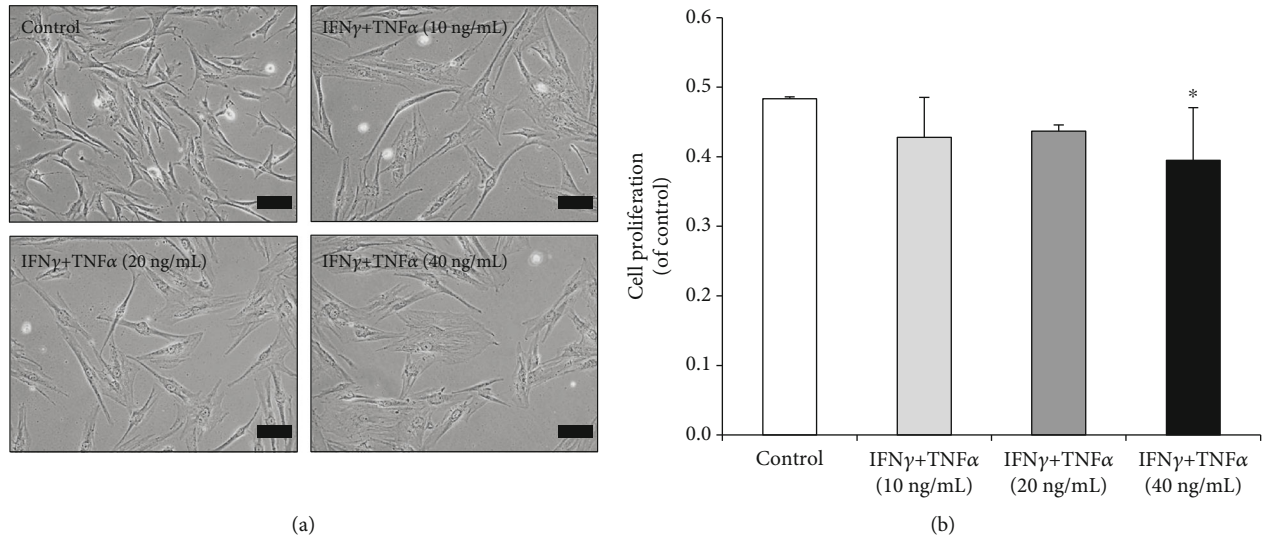 Control
IFNγ+TNFα (10 ng/mL)
IFNγ+TNFα (20 ng/mL)
IFNγ+TNFα (40 ng/mL)
(a)
Cell proliferation
(of control)
0.6
0.5
0.4
0.3
0.2
0.1
0.0
*
Control
IFNγ+TNFα
(10 ng/mL)
IFNγ+TNFα
(20 ng/mL)
IFNγ+TNFα
(40 ng/mL)
(b)